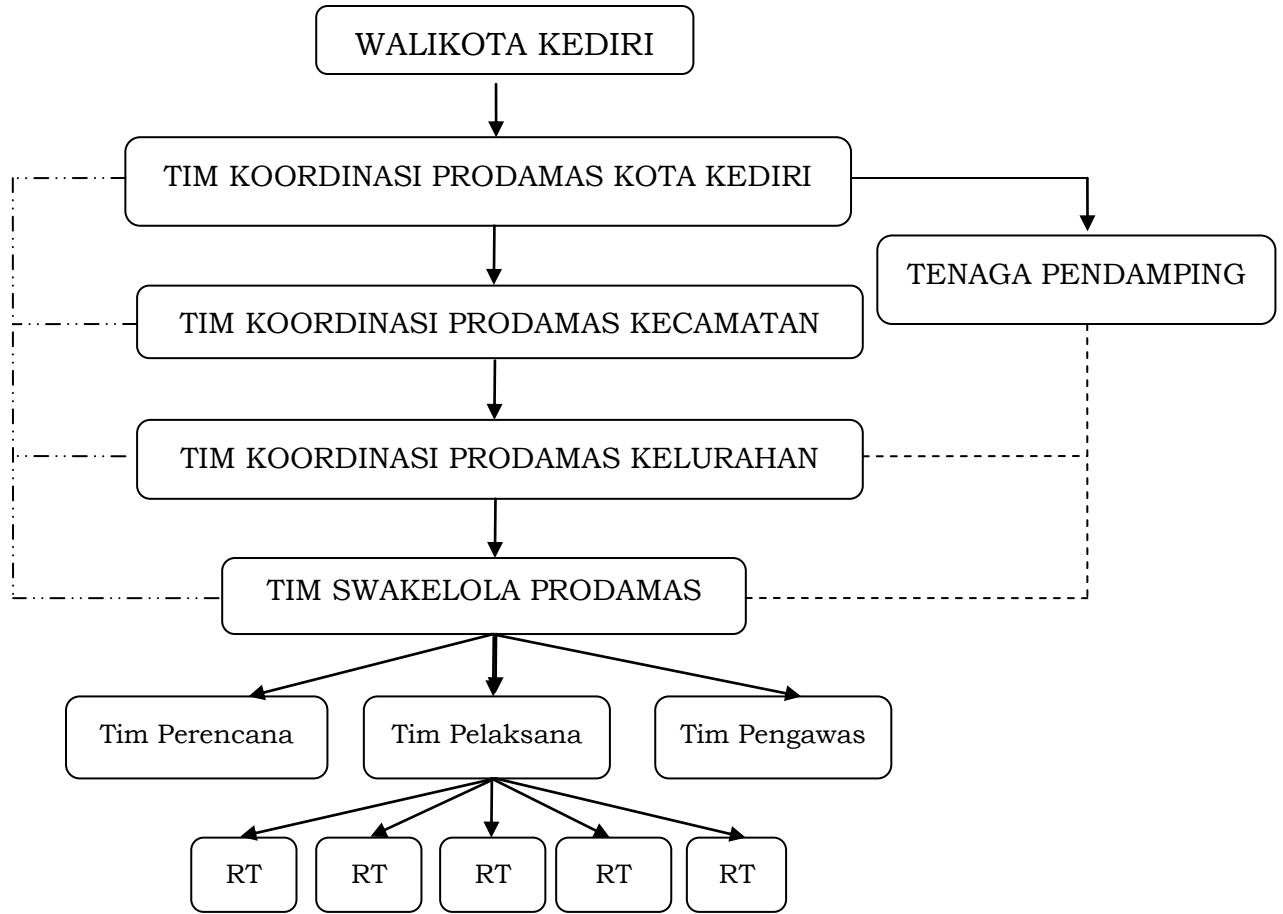 WALIKOTA KEDIRI
TIM KOORDINASI PRODAMAS KOTA KEDIRI
TENAGA PENDAMPING
TIM KOORDINASI PRODAMAS KECAMATAN
TIM KOORDINASI PRODAMAS KELURAHAN
TIM SWAKELOLA PRODAMAS
Tim Perencana
Tim Pelaksana
Tim Pengawas
RT
RT
RT
RT
RT